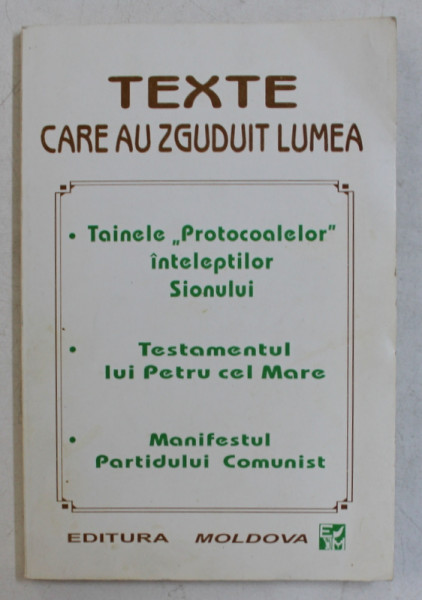 TEXTE
CARE AU ZGUDUIT LUMEA
• Tainele „Protocoalelor"
înteleptilor
Sionului
• Testamentul
lui Petru cel Mare
• Manifestul
Partidului Comunist
EDITURA MOLDOVA